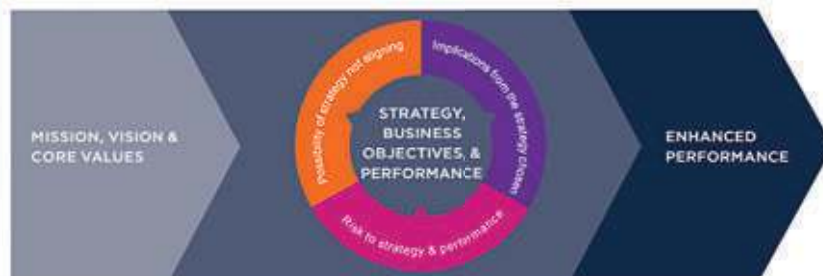 MISSION, VISION &
CORE VALUES
Possibility of strategy not aligning
Implications from the strategy chosen
Risk to strategy & performance
STRATEGY,
BUSINESS
OBJECTIVES, &
PERFORMANCE
ENHANCED
PERFORMANCE